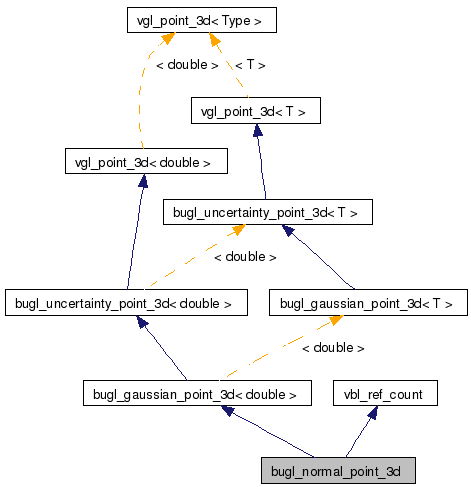 vgl_point_3d< Type >
< double >
< T >
vgl_point_3d< T >
vgl_point_3d< double >
bugl_uncertainty_point_3d< T >
< double >
bugl_uncertainty_point_3d< double >
bugl_gaussian_point_3d< T >
< double >
bugl_gaussian_point_3d< double >
vbl_ref_count
bugl_normal_point_3d